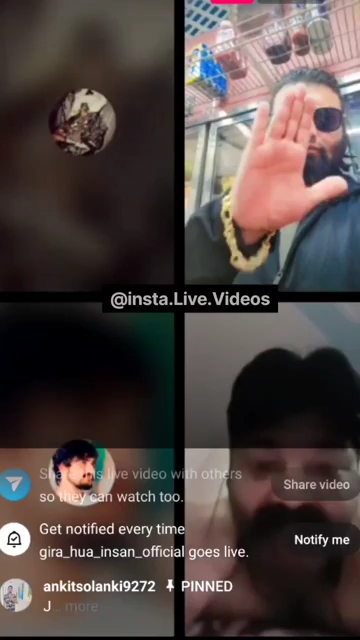 @insta.Live.Videos
Share this live video with others
so they can watch too.
Share video
Get notified every time
gira_hua_insan_official goes live.
Notify me
ankitsolanki9272 PINNED
J... more